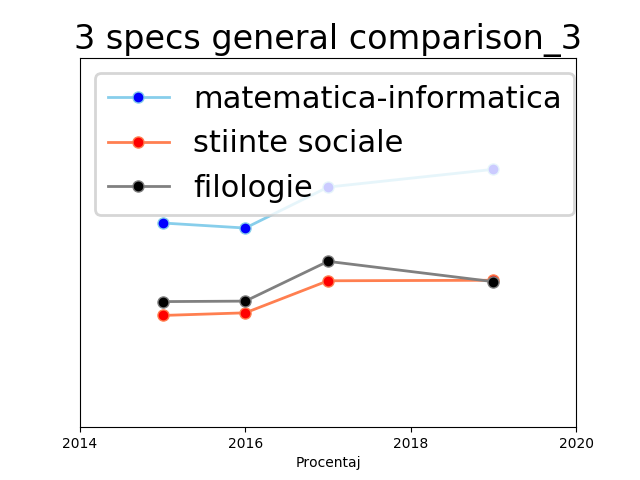 3 specs general comparison_3
matematica-informatica
stiinte sociale
filologie
2014 2016 2018 2020
Procentaj